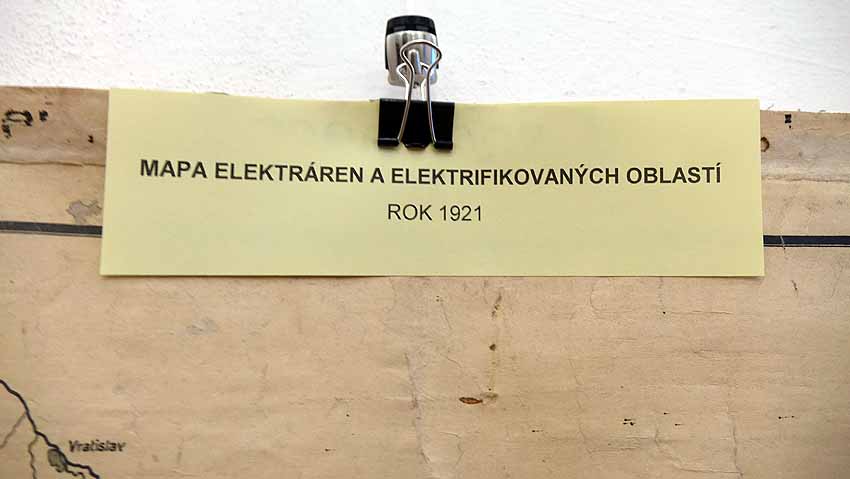 MAPA ELEKTRÁREN A ELEKTRIFIKOVANÝCH OBLASTÍ
ROK 1921
Vratislav